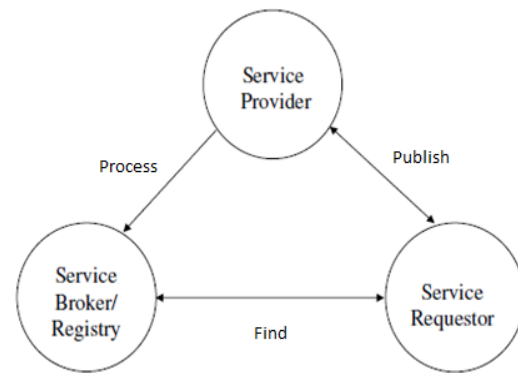 Service
Provider
Process
Publish
Service
Broker/
Registry
Service
Requestor
Find